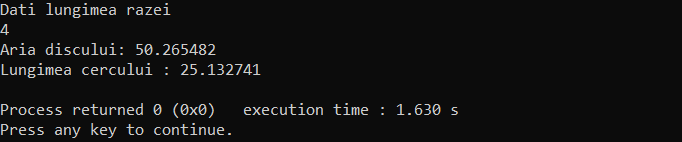 Dati lungimea razei
4
Aria discului: 50.265482
Lungimea cercului : 25.132741
Process returned 0 (0x0)   execution time : 1.630 s
Press any key to continue.